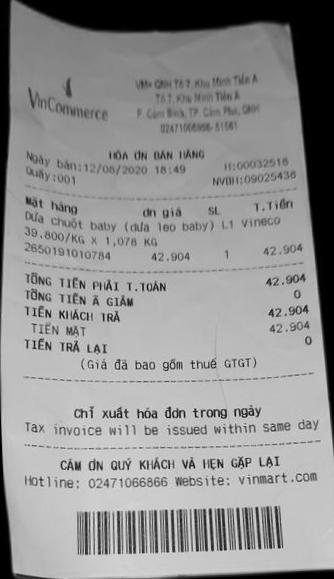 VinCommerce
VM+ QNH Tổ 7, Khu Minh Tiến A
Tổ 7, Khu Minh Tiến A
P. Cẩm Bình, TP. Cẩm Phả, QNH
02471066866-51561
HÓA ĐƠN BÁN HÀNG
Ngày bán:12/08/2020 18:49 H:00032518
Quầy:001 NVBH:09025438
Mặt hàng đn giá SL T.Tiền
Dưa chuột baby (dưa leo baby) L1 Vineco
39.800/KG X 1,078 KG
2650191010784 42.904 1 42.904
TỔNG TIỀN PHẢI T.TOÁN 42.904
TỔNG TIỀN Ã GIẢM 0
TIỀN KHÁCH TRẢ 42.904
TIỀN MẶT 42.904
TIỀN TRẢ LẠI 0
(Giá đã bao gồm thuế GTGT)
Chỉ xuất hóa đơn trong ngày
Tax invoice will be issued within same day
CẢM ƠN QUÝ KHÁCH VÀ HẸN GẶP LẠI
Hotline: 02471066866 Website: vinmart.com